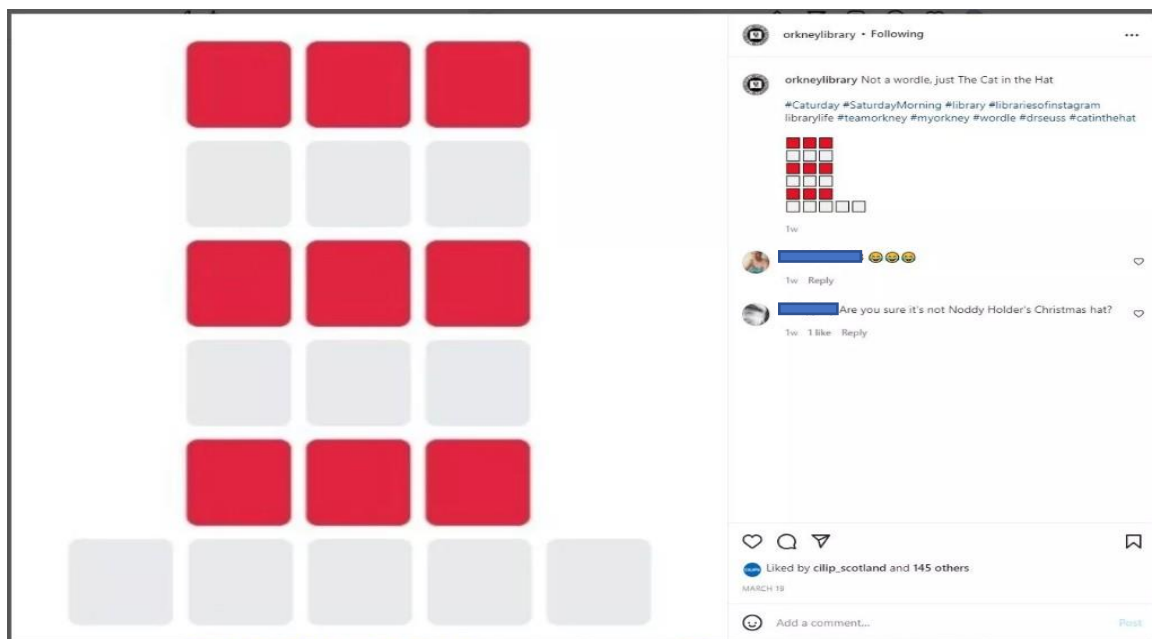 orkneylibrary • Following
orkneylibrary Not a wordle, just The Cat in the Hat
#Caturday #SaturdayMorning #library #librariesofinstagram
librarylife #teamorkney #myorkney #wordle #drseuss #catinthehat
1w
1w Reply
Are you sure it's not Noddy Holder's Christmas hat?
1w 1 like Reply
Liked by cilip_scotland and 145 others
MARCH 19
Add a comment... Post